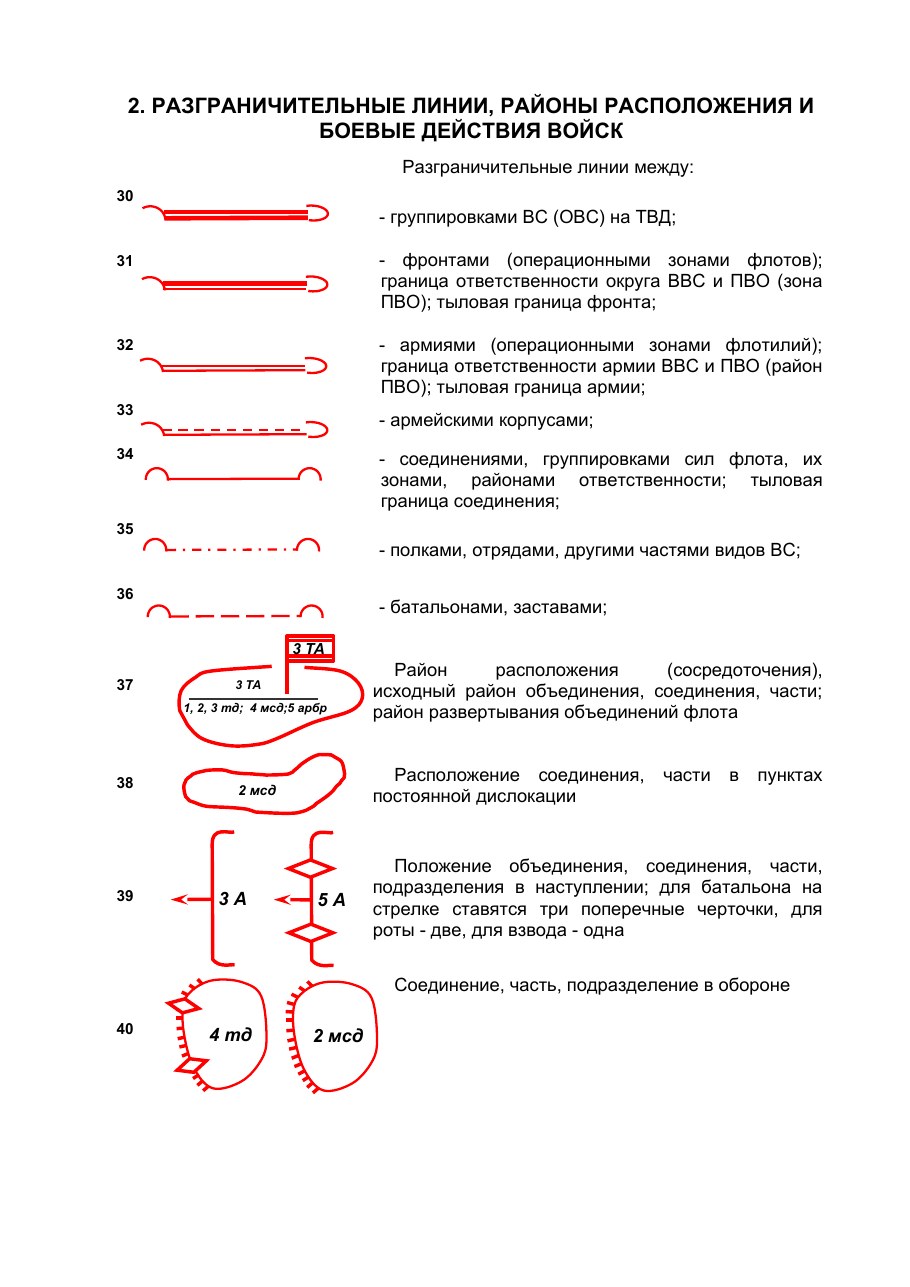 2. РАЗГРАНИЧИТЕЛЬНЫЕ ЛИНИИ, РАЙОНЫ РАСПОЛОЖЕНИЯ И
БОЕВЫЕ ДЕЙСТВИЯ ВОЙСК
Разграничительные линии между:
30
- группировками ВС (ОВС) на ТВД;
31
- фронтами (операционными зонами флотов);
граница ответственности округа ВВС и ПВО (зона
ПВО); тыловая граница фронта;
32
- армиями (операционными зонами флотилий);
граница ответственности армии ВВС и ПВО (район
ПВО); тыловая граница армии;
33
- армейскими корпусами;
34
- соединениями, группировками сил флота, их
зонами, районами ответственности; тыловая
граница соединения;
35
- полками, отрядами, другими частями видов ВС;
36
- батальонами, заставами;
37
3 ТА
3 ТА
1, 2, 3 тд; 4 мсд;5 арбр
Район расположения (сосредоточения),
исходный район объединения, соединения, части;
район развертывания объединений флота
38
2 мсд
Расположение соединения, части в пунктах
постоянной дислокации
39
3 А
5 А
Положение объединения, соединения, части,
подразделения в наступлении; для батальона на
стрелке ставятся три поперечные черточки, для
роты - две, для взвода - одна
40
4 тд
2 мсд
Соединение, часть, подразделение в обороне